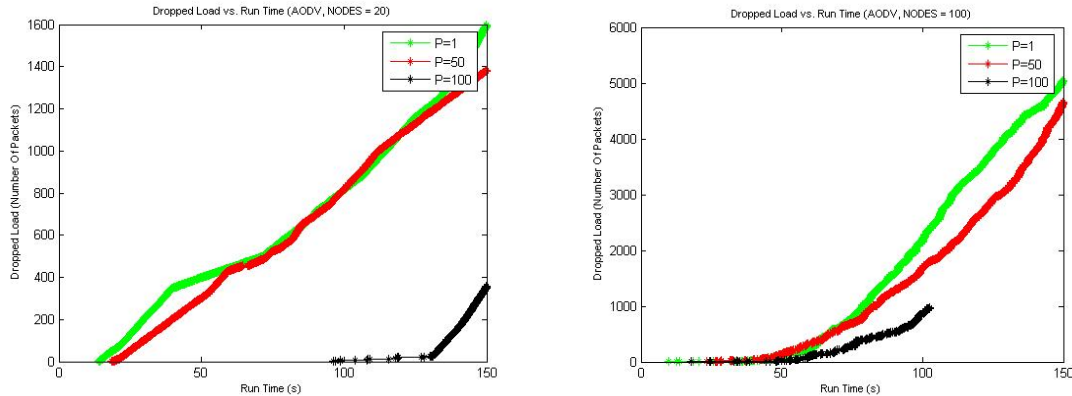 Dropped Load vs. Run Time (AODV, NODES = 20)
1600
1400
1200
1000
800
600
400
200
0
Dropped Load (Number Of Packets)
P=1
P=50
P=100
0
50
100
150
Run Time (s)
Dropped Load vs. Run Time (AODV, NODES = 100)
6000
5000
4000
3000
2000
1000
0
Dropped Load (Number Of Packets)
P=1
P=50
P=100
0
50
100
150
Run Time (s)